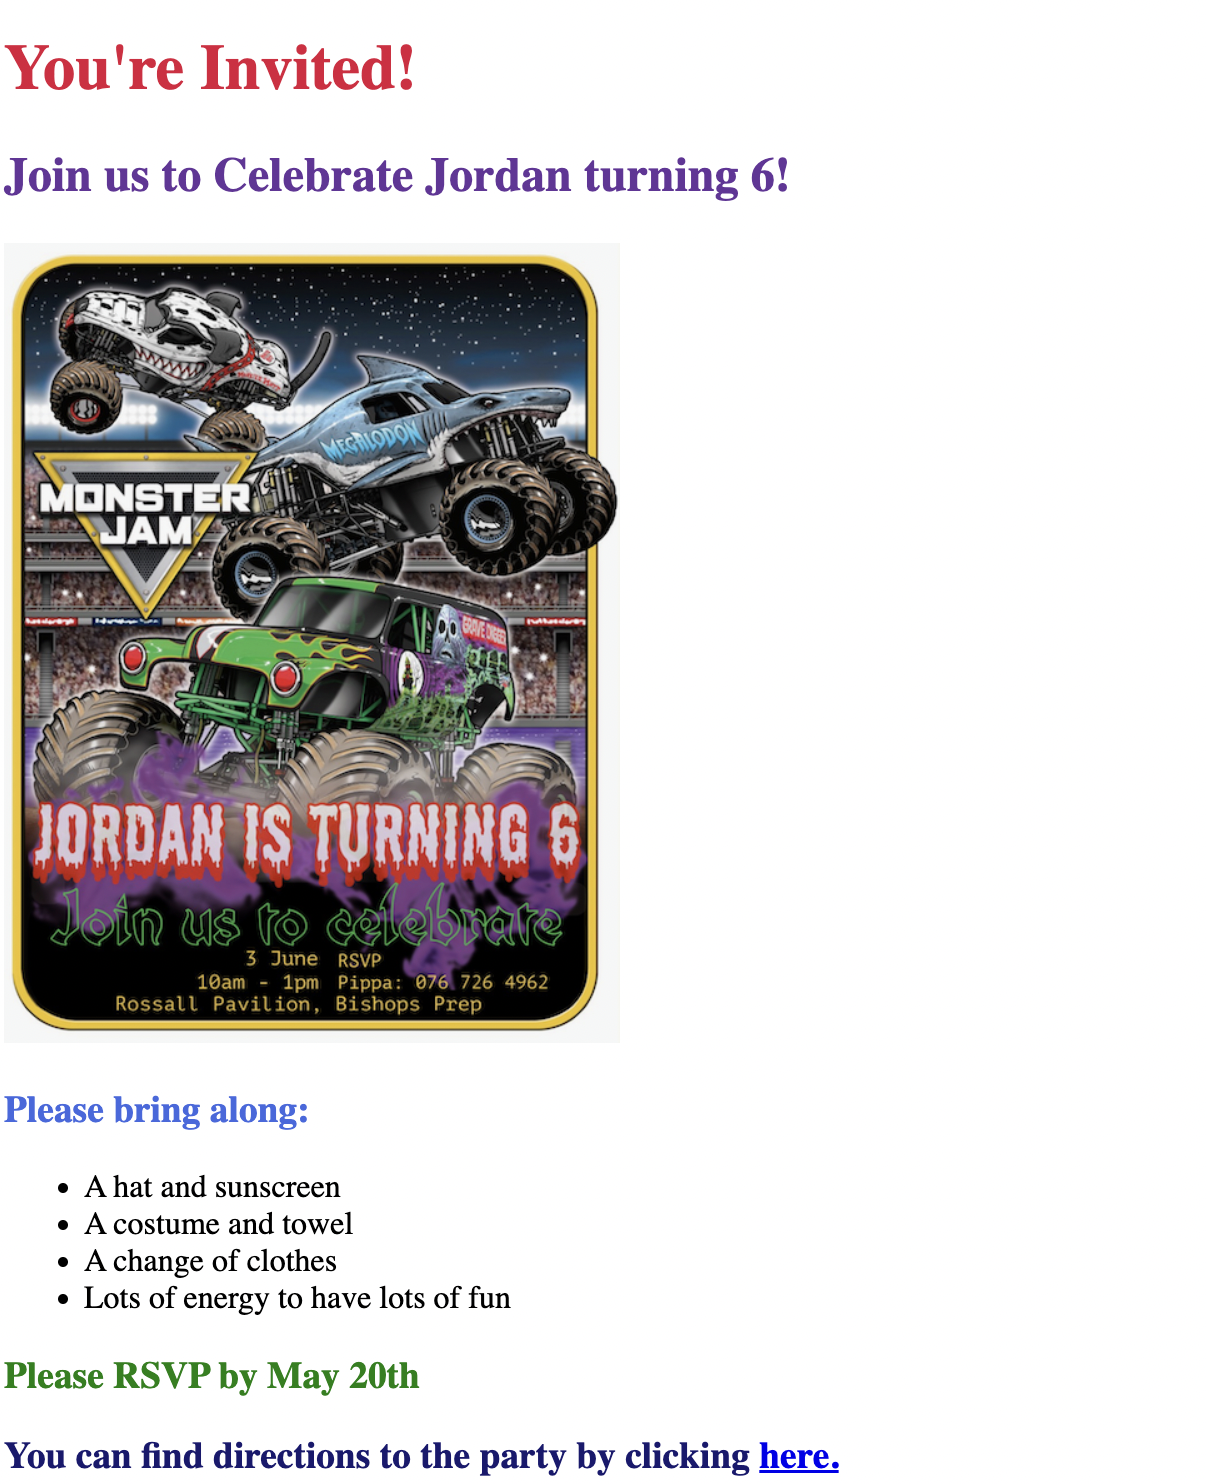 You're Invited!
Join us to Celebrate Jordan turning 6!
MEGALODON
MONSTER
JAM
GRAVE DIGGER
JORDAN IS TURNING 6
Join us to celebrate
3 June RSVP
10am - 1pm Pippa: 076 726 4962
Rossall Pavilion, Bishops Prep
Please bring along:
• A hat and sunscreen
• A costume and towel
• A change of clothes
• Lots of energy to have lots of fun
Please RSVP by May 20th
You can find directions to the party by clicking here.